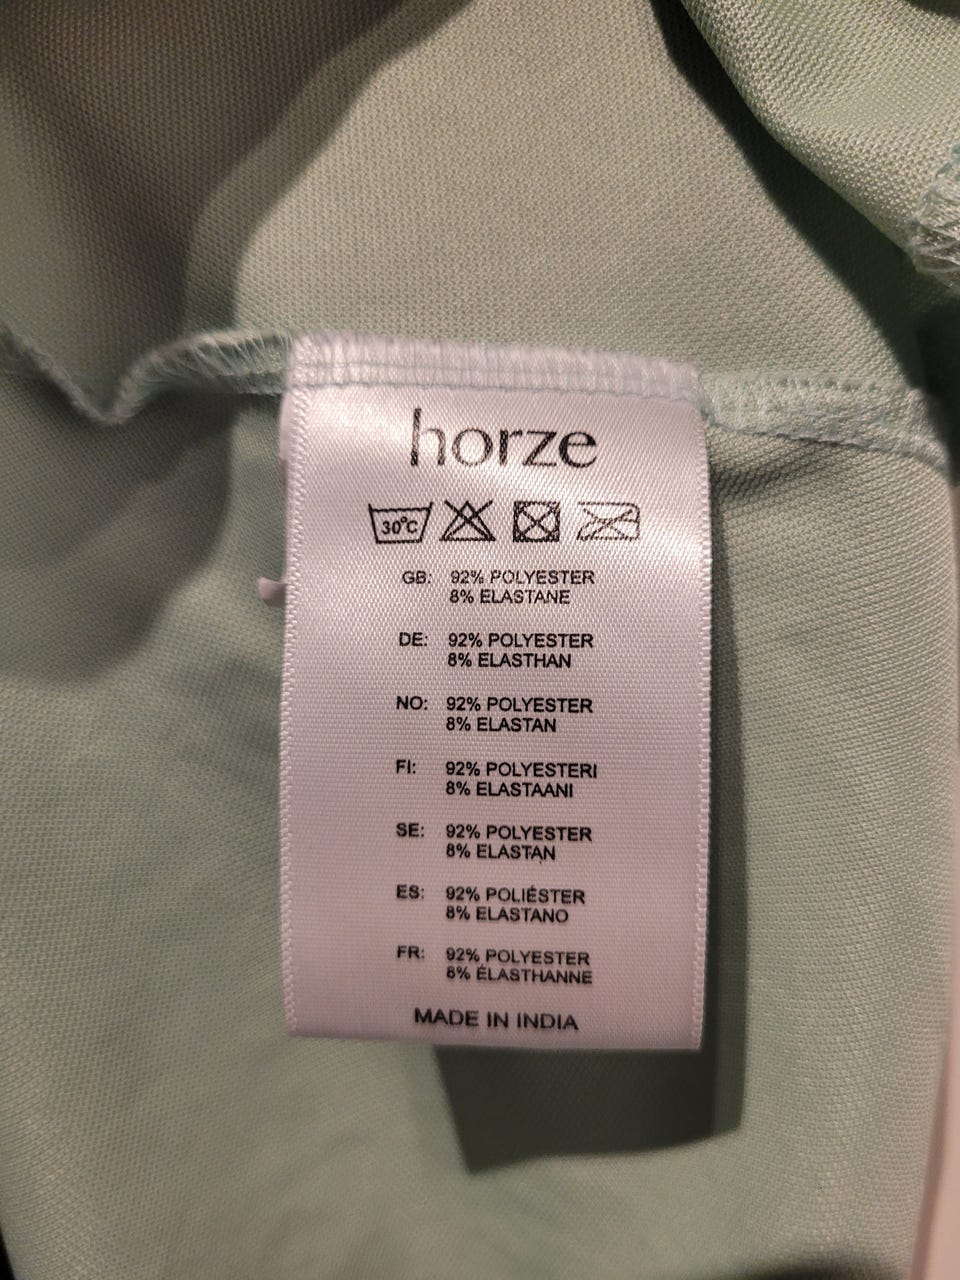 horze
30°C
GB: 92% POLYESTER
8% ELASTANE
DE: 92% POLYESTER
8% ELASTHAN
NO: 92% POLYESTER
8% ELASTAN
FI: 92% POLYESTERI
8% ELASTAANI
SE: 92% POLYESTER
8% ELASTAN
ES: 92% POLIÉSTER
8% ELASTANO
FR: 92% POLYESTER
8% ÉLASTHANNE
MADE IN INDIA